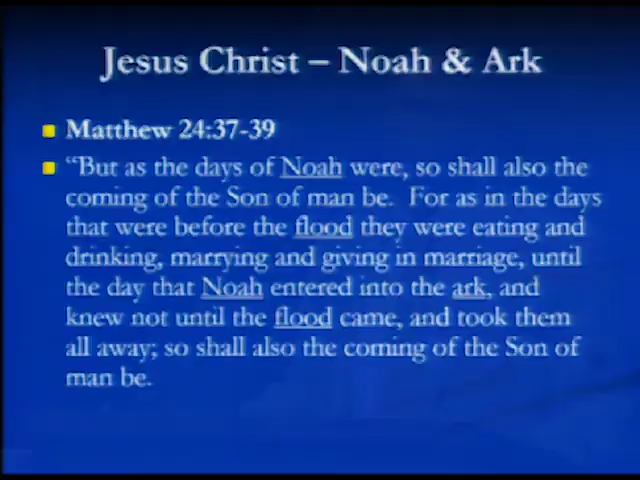 Jesus Christ – Noah & Ark
Matthew 24:37-39
“But as the days of Noah were, so shall also the
coming of the Son of man be.  For as in the days
that were before the flood they were eating and
drinking, marrying and giving in marriage, until
the day that Noah entered into the ark, and
knew not until the flood came, and took them
all away; so shall also the coming of the Son of
man be.